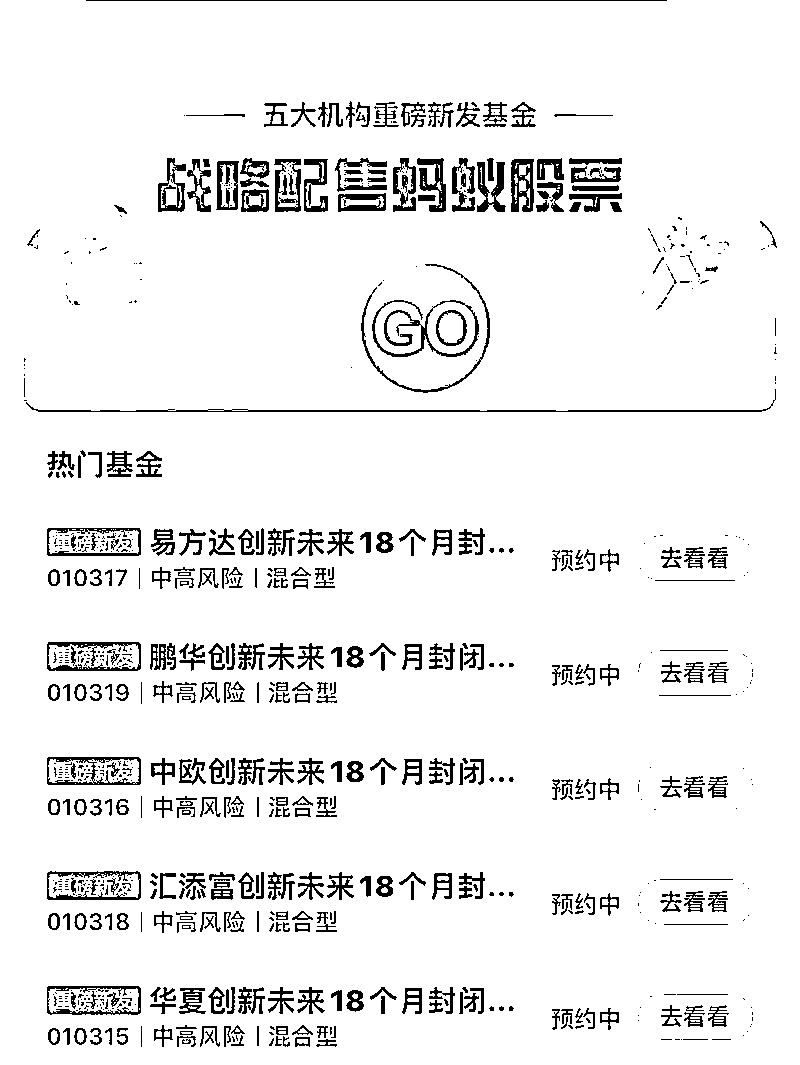 五大机构重磅新发基金
战略配售蚂蚁股票
GO
热门基金
重磅新发 易方达创新未来18个月封...
010317 | 中高风险 | 混合型
预约中 去看看
重磅新发 鹏华创新未来18个月封闭...
010319 | 中高风险 | 混合型
预约中 去看看
重磅新发 中欧创新未来18个月封闭...
010316 | 中高风险 | 混合型
预约中 去看看
重磅新发 汇添富创新未来18个月封...
010318 | 中高风险 | 混合型
预约中 去看看
重磅新发 华夏创新未来18个月封闭...
010315 | 中高风险 | 混合型
预约中 去看看